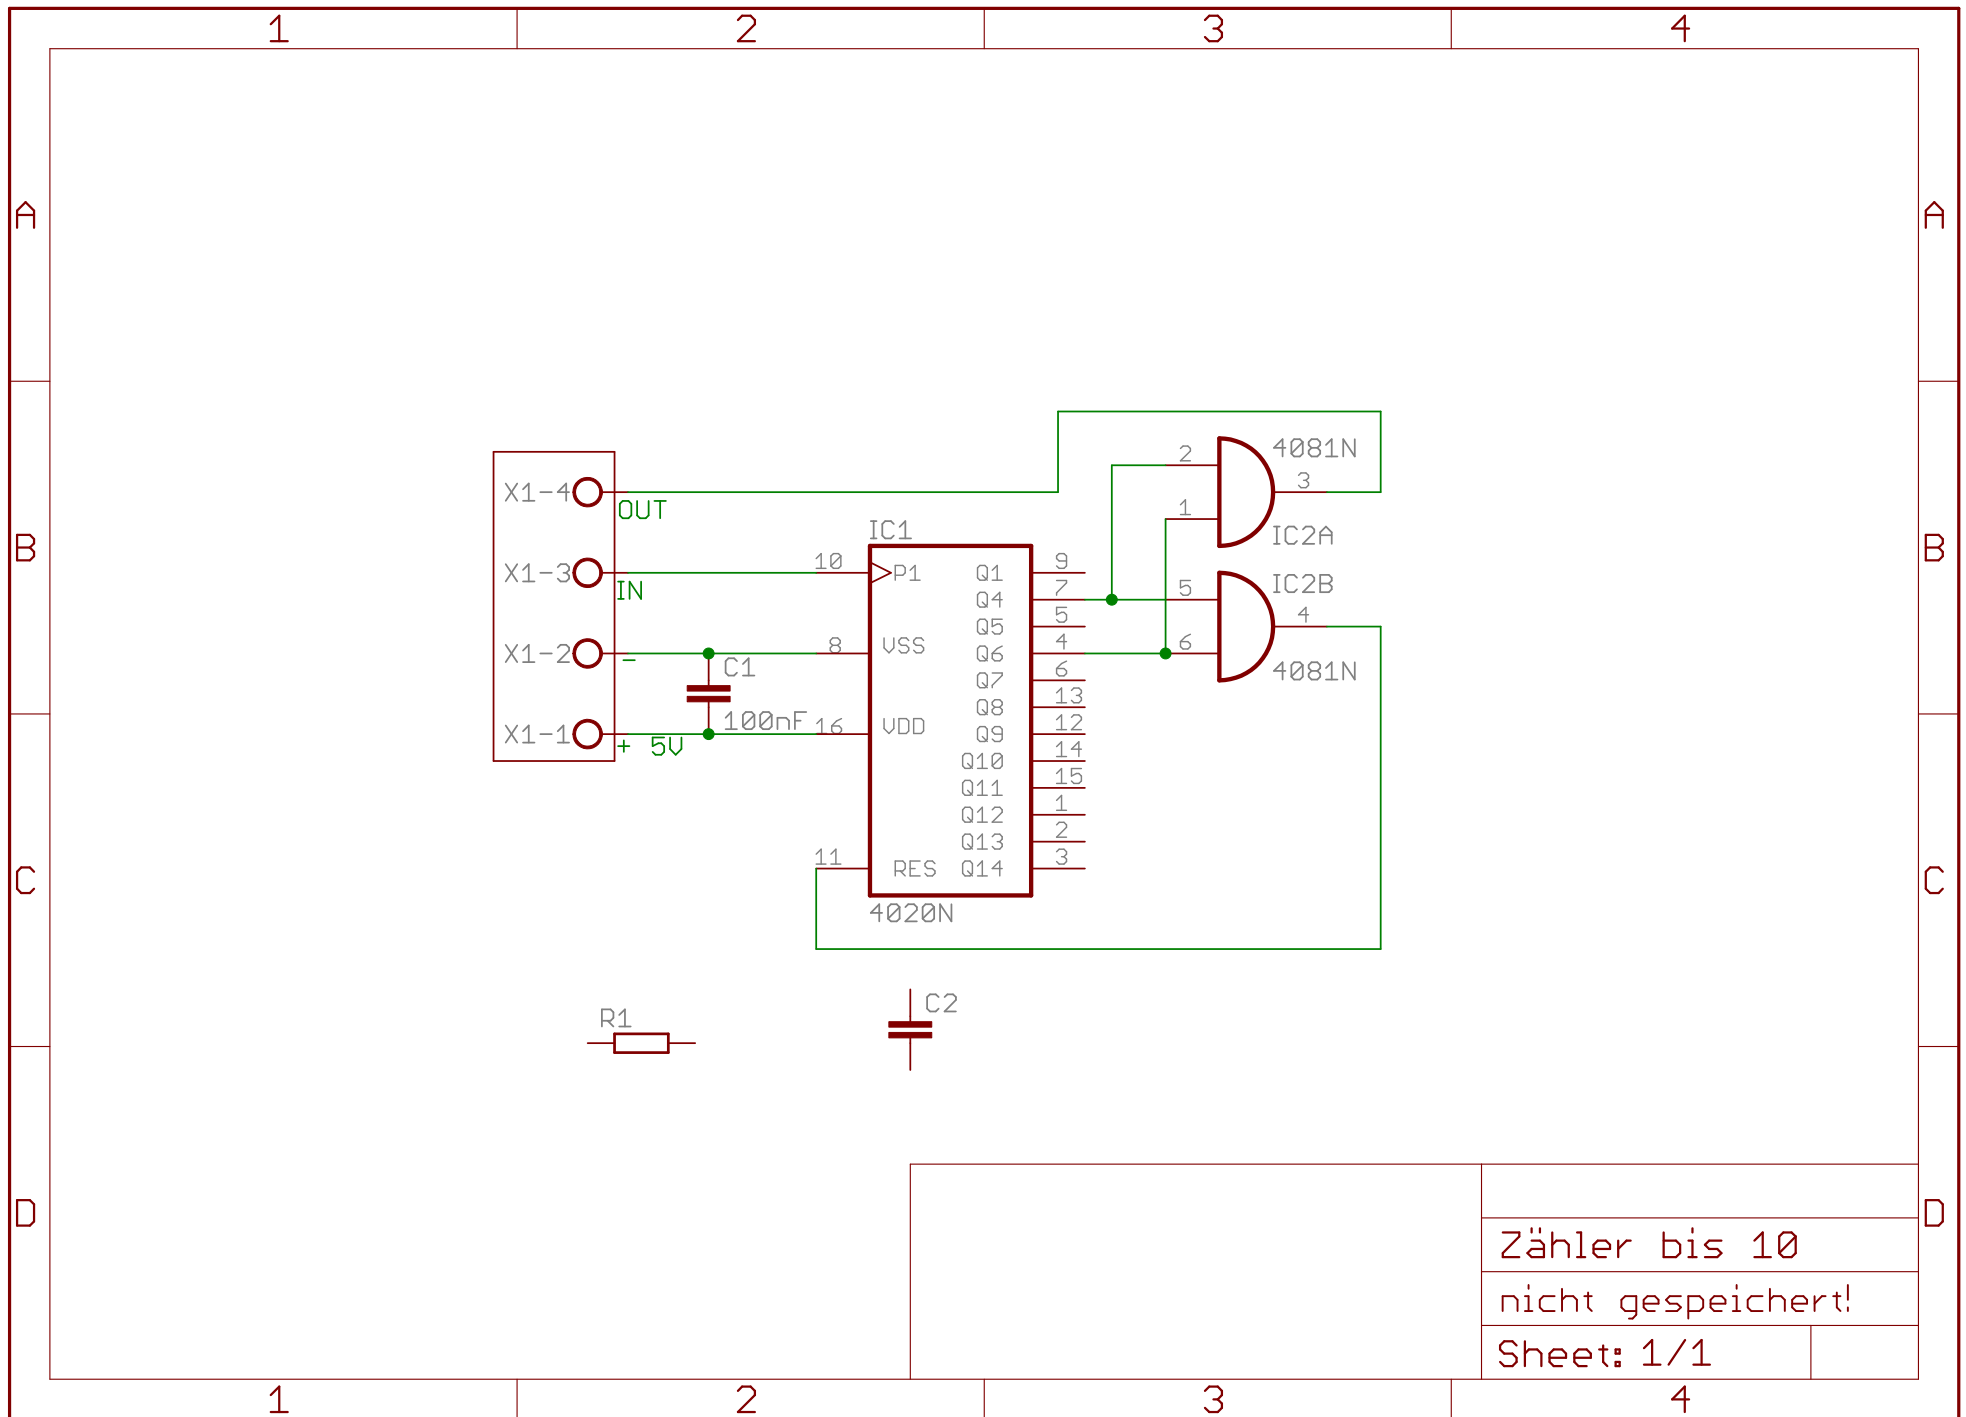 1 2 3 4
A A
4081N
2
3
X1-4
OUT
1
IC2A
IC1
B B
10 P1 Q1 9
X1-3
IN
IC2B
Q4 7 5
4
Q5 5
X1-2
-
8 VSS Q6 4 6
C1
4081N
Q7 6
Q8 13
100nF
X1-1
+ 5V
16 VDD Q9 12
Q10 14
Q11 15
Q12 1
Q13 2
11 RES Q14 3
C C
4020N
R1
C2
D D
Zähler bis 10
nicht gespeichert!
Sheet: 1/1
1 2 3 4